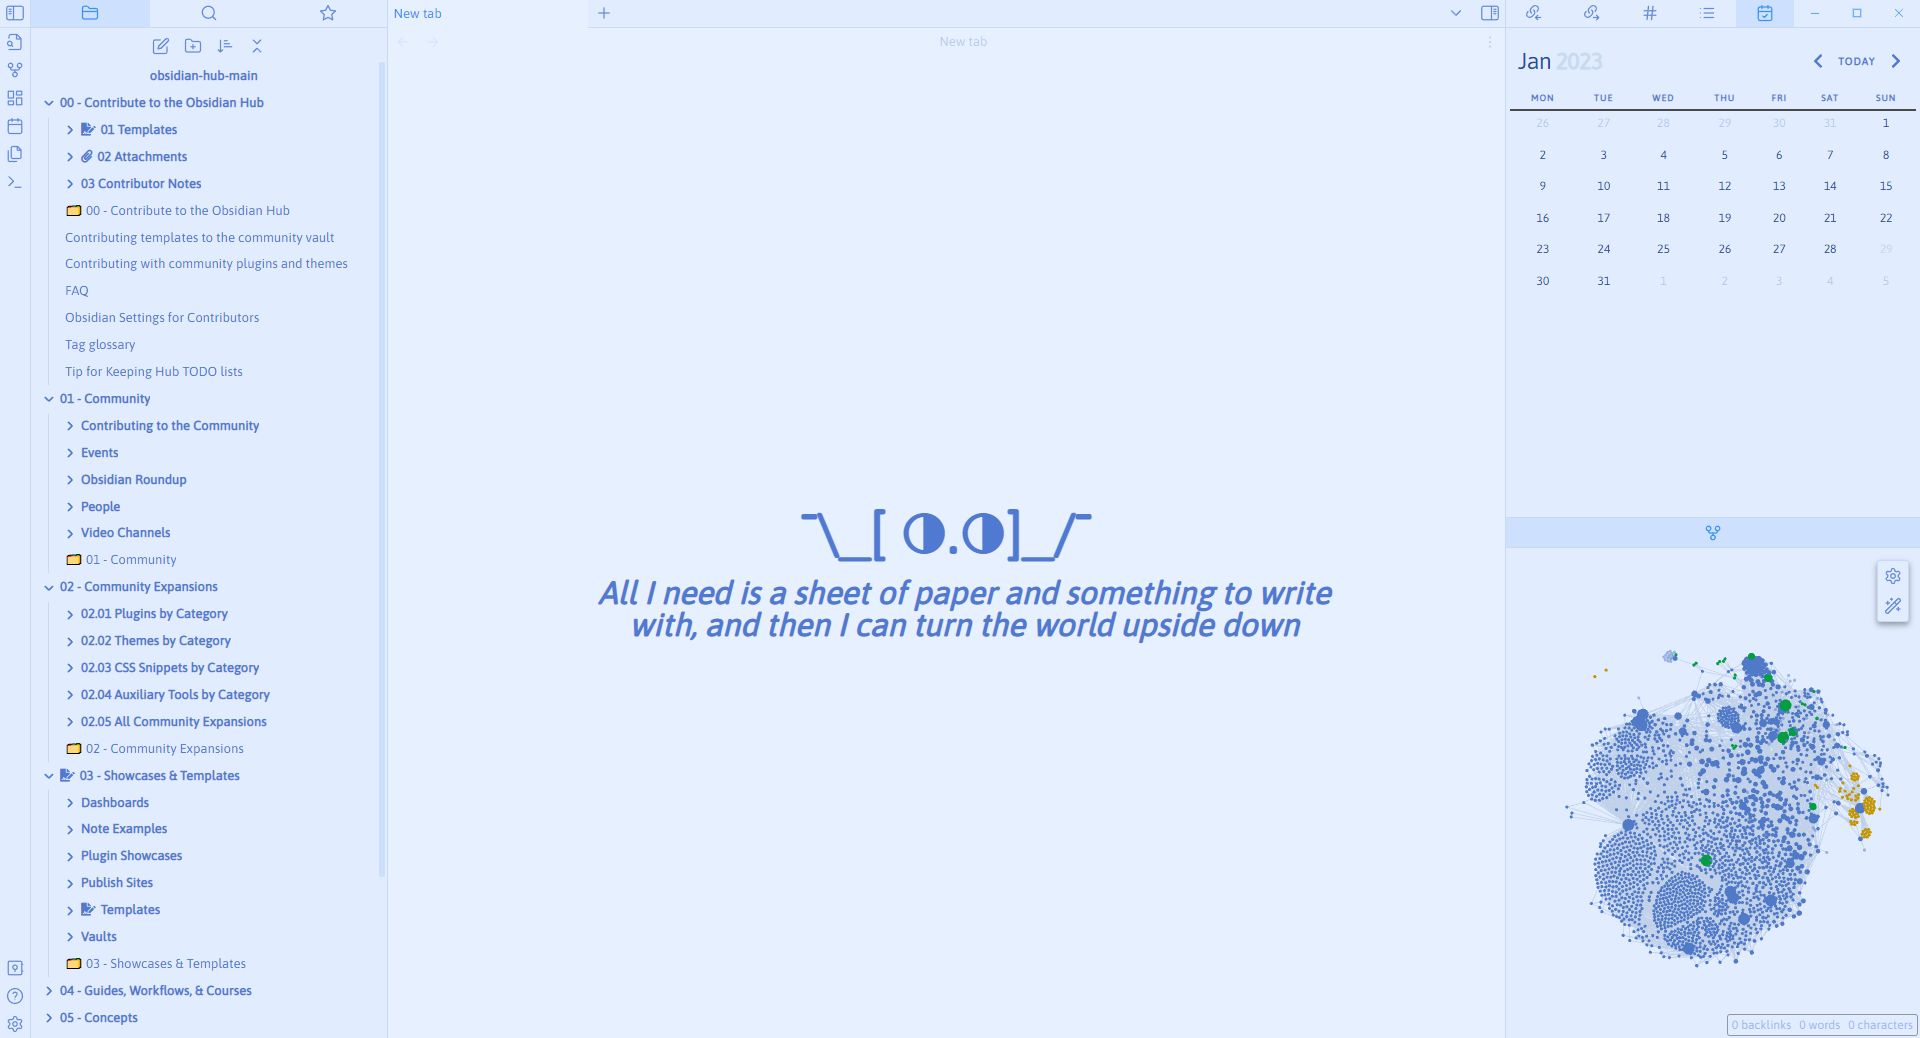 New tab
obsidian-hub-main
00 - Contribute to the Obsidian Hub
01 Templates
02 Attachments
03 Contributor Notes
00 - Contribute to the Obsidian Hub
Contributing templates to the community vault
Contributing with community plugins and themes
FAQ
Obsidian Settings for Contributors
Tag glossary
Tip for Keeping Hub TODO lists
01 - Community
Contributing to the Community
Events
Obsidian Roundup
People
Video Channels
01 - Community
02 - Community Expansions
02.01 Plugins by Category
02.02 Themes by Category
02.03 CSS Snippets by Category
02.04 Auxiliary Tools by Category
02.05 All Community Expansions
02 - Community Expansions
03 - Showcases & Templates
Dashboards
Note Examples
Plugin Showcases
Publish Sites
Templates
Vaults
03 - Showcases & Templates
04 - Guides, Workflows, & Courses
05 - Concepts
New tab
¯\_[ ◑.◑]_/¯
All I need is a sheet of paper and something to write
with, and then I can turn the world upside down
Jan 2023
TODAY
MON TUE WED THU FRI SAT SUN
26 27 28 29 30 31 1
2 3 4 5 6 7 8
9 10 11 12 13 14 15
16 17 18 19 20 21 22
23 24 25 26 27 28 29
30 31 1 2 3 4 5
0 backlinks 0 words 0 characters